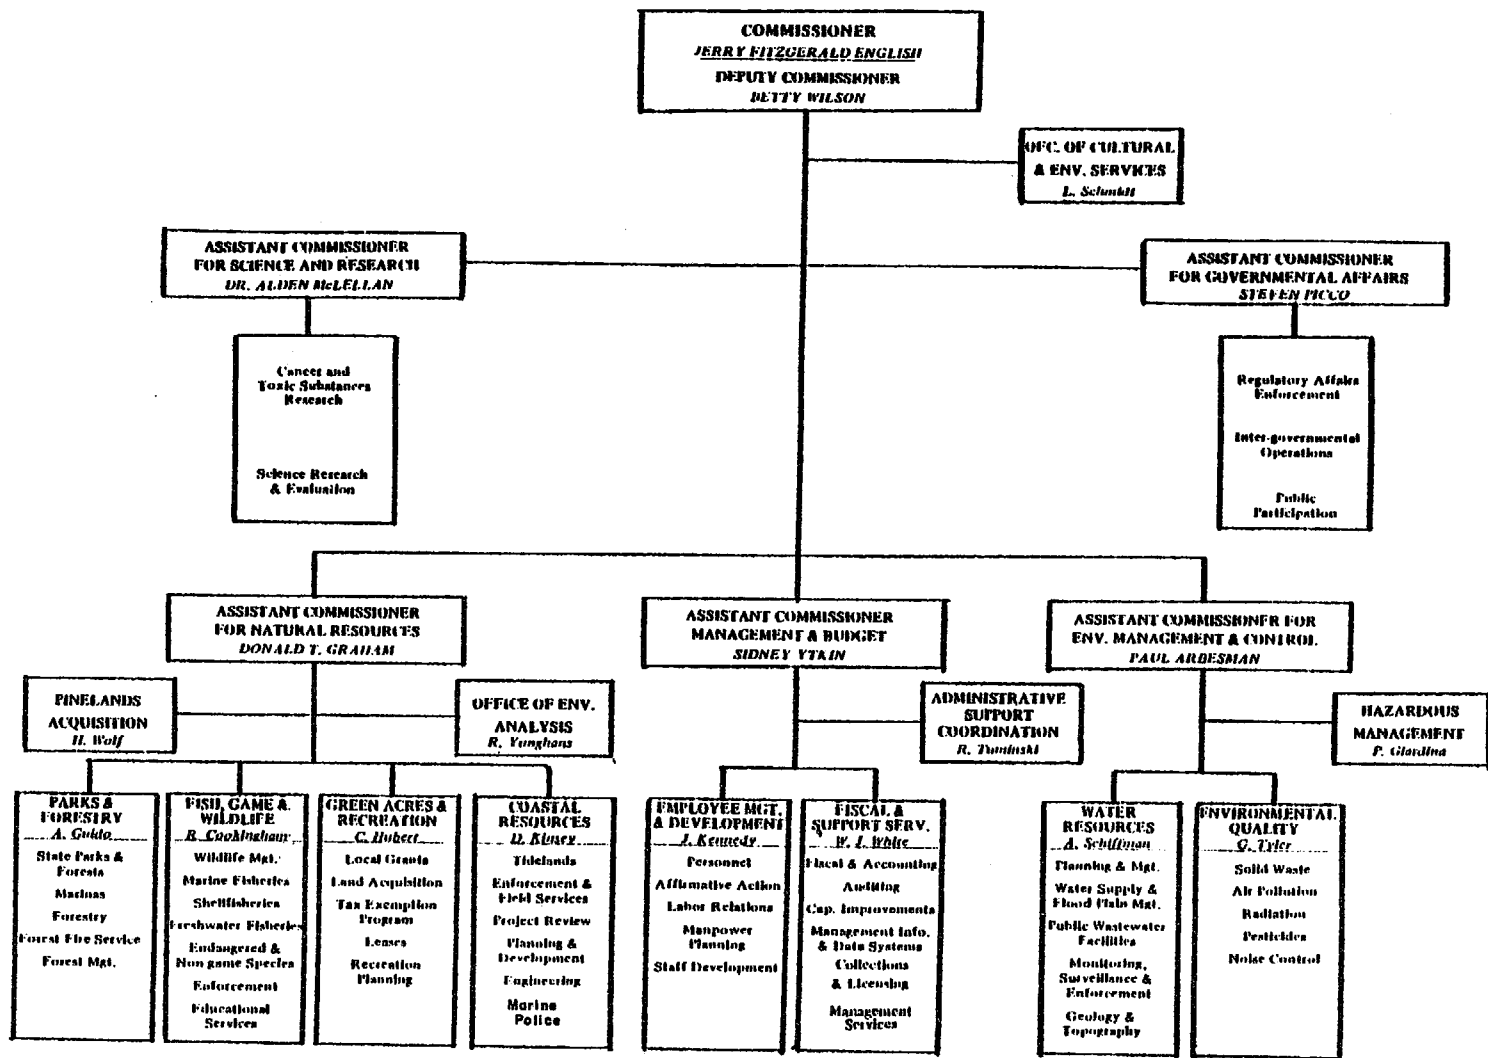 COMMISSIONER
JERRY FITZGERALD ENGLISH
DEPUTY COMMISSIONER
BETTY WILSON
OFC. OF CULTURAL
& ENV. SERVICES
L. Schmidt
ASSISTANT COMMISSIONER
FOR SCIENCE AND RESEARCH
DR. ALDEN McLELLAN
ASSISTANT COMMISSIONER
FOR GOVERNMENTAL AFFAIRS
STEVEN PICCO
Cancer and
Toxic Substances
Research
Science Research
& Evaluation
Regulatory Affairs
Enforcement
Inter-governmental
Operations
Public
Participation
ASSISTANT COMMISSIONER
FOR NATURAL RESOURCES
DONALD T. GRAHAM
ASSISTANT COMMISSIONER
MANAGEMENT & BUDGET
SIDNEY YTKIN
ASSISTANT COMMISSIONER FOR
ENV. MANAGEMENT & CONTROL
PAUL ARBESMAN
PINELANDS
ACQUISITION
H. Wolf
OFFICE OF ENV.
ANALYSIS
R. Yunghans
ADMINISTRATIVE
SUPPORT
COORDINATION
R. Tuminski
HAZARDOUS
MANAGEMENT
P. Giardina
PARKS &
FORESTRY
A. Guido
State Parks &
Forests
Marinas
Forestry
Forest Fire Service
Forest Mgt.
FISH, GAME &
WILDLIFE
R. Cookingham
Wildlife Mgt.
Marine Fisheries
Shellfisheries
Freshwater Fisheries
Endangered &
Non game Species
Enforcement
Educational
Services
GREEN ACRES &
RECREATION
C. Hubert
Local Grants
Land Acquisition
Tax Exemption
Program
Leases
Recreation
Planning
COASTAL
RESOURCES
D. Kinsey
Tidelands
Enforcement &
Field Services
Project Review
Planning &
Development
Engineering
Marine
Police
EMPLOYEE MGT.
& DEVELOPMENT
J. Kennedy
Personnel
Affirmative Action
Labor Relations
Manpower
Planning
Staff Development
FISCAL &
SUPPORT SERV.
W. J. White
Fiscal & Accounting
Auditing
Cap. Improvements
Management Info.
& Data Systems
Collections
& Licensing
Management
Services
WATER
RESOURCES
A. Schiffman
Planning & Mgt.
Water Supply &
Flood Plain Mgt.
Public Wastewater
Facilities
Monitoring,
Surveillance &
Enforcement
Geology &
Topography
ENVIRONMENTAL
QUALITY
G. Tyler
Solid Waste
Air Pollution
Radiation
Pesticides
Noise Control